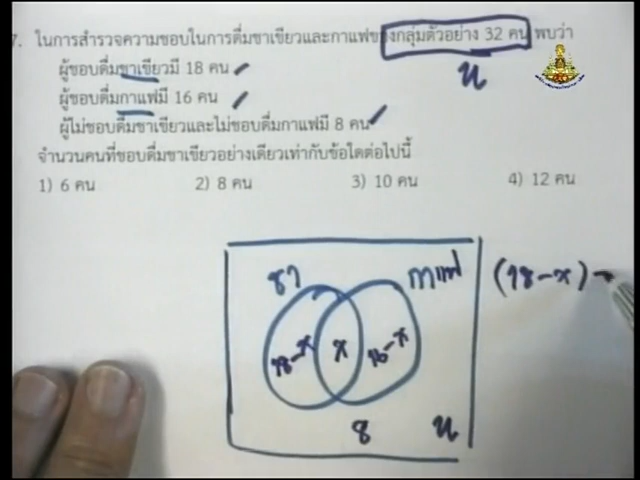 7. ในการสำรวจความชอบในการดื่มชาเขียวและกาแฟของกลุ่มตัวอย่าง 32 คน พบว่า
u
ผู้ชอบดื่มชาเขียวมี 18 คน
ผู้ชอบดื่มกาแฟมี 16 คน
ผู้ไม่ชอบดื่มชาเขียวและไม่ชอบดื่มกาแฟมี 8 คน
จำนวนคนที่ชอบดื่มชาเขียวอย่างเดียวเท่ากับข้อใดต่อไปนี้
1) 6 คน 2) 8 คน 3) 10 คน 4) 12 คน
ชา กาแฟ (18-x)
18-x x 16-x
8 u